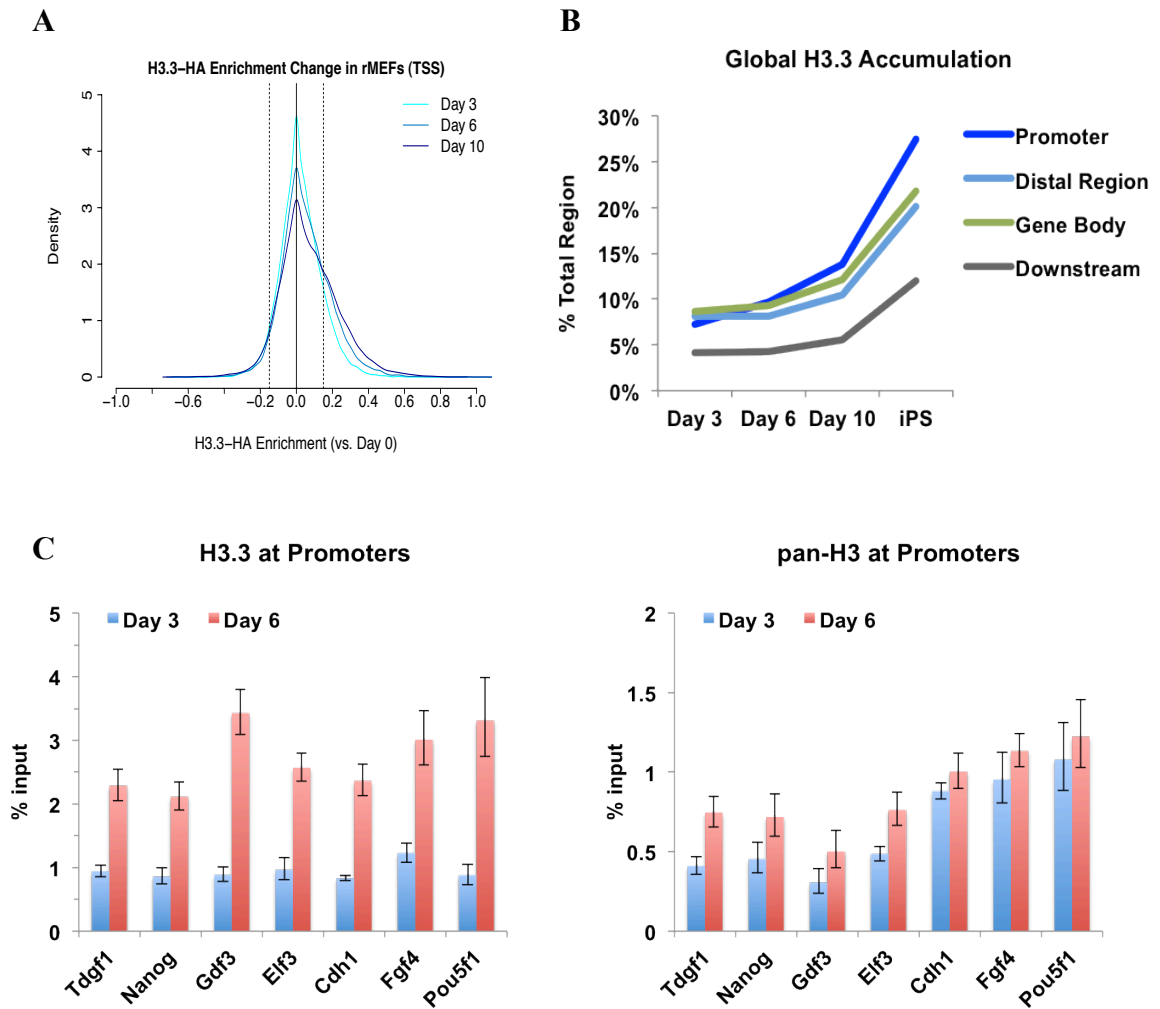 A
H3.3–HA Enrichment Change in rMEFs (TSS)
Day 3
Day 6
Day 10
Density
5
4
3
2
1
0
−1.0 −0.6 −0.2 0.0 0.2 0.4 0.6 0.8 1.0
H3.3–HA Enrichment (vs. Day 0)
B
Global H3.3 Accumulation
% Total Region
30%
25%
20%
15%
10%
5%
0%
Day 3 Day 6 Day 10 iPS
Promoter
Distal Region
Gene Body
Downstream
C
H3.3 at Promoters
Day 3 Day 6
% input
5
4
3
2
1
0
Tdgf1 Nanog Gdf3 Elf3 Cdh1 Fgf4 Pou5f1
pan-H3 at Promoters
Day 3 Day 6
% input
2
1.5
1
0.5
0
Tdgf1 Nanog Gdf3 Elf3 Cdh1 Fgf4 Pou5f1